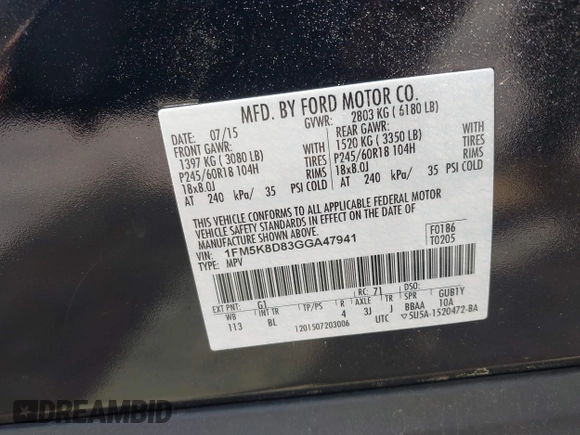 MFD. BY FORD MOTOR CO.
DATE: 07/15 GVWR: 2803 KG ( 6180 LB)
FRONT GAWR: REAR GAWR:
1397 KG ( 3080 LB) WITH 1520 KG ( 3350 LB) WITH
P245/60R18 104H TIRES P245/60R18 104H TIRES
18x8.0J RIMS 18x8.0J RIMS
AT 240 kPa/ 35 PSI COLD AT 240 kPa/ 35 PSI COLD
THIS VEHICLE CONFORMS TO ALL APPLICABLE FEDERAL MOTOR
VEHICLE SAFETY STANDARDS IN EFFECT ON THE DATE OF
MANUFACTURE SHOWN ABOVE.
VIN: 1FM5K8D83GGA47941 F0186
TYPE: MPV T0205
EXT PNT: G1 RC: 71 DSO:
WB INT TR TP/PS R AXLE TR SPR GUB1Y
113 BL 4 3J J BBAA 10A
1201507203006 UTC ▽5U5A-1520472-BA
DREAMBID